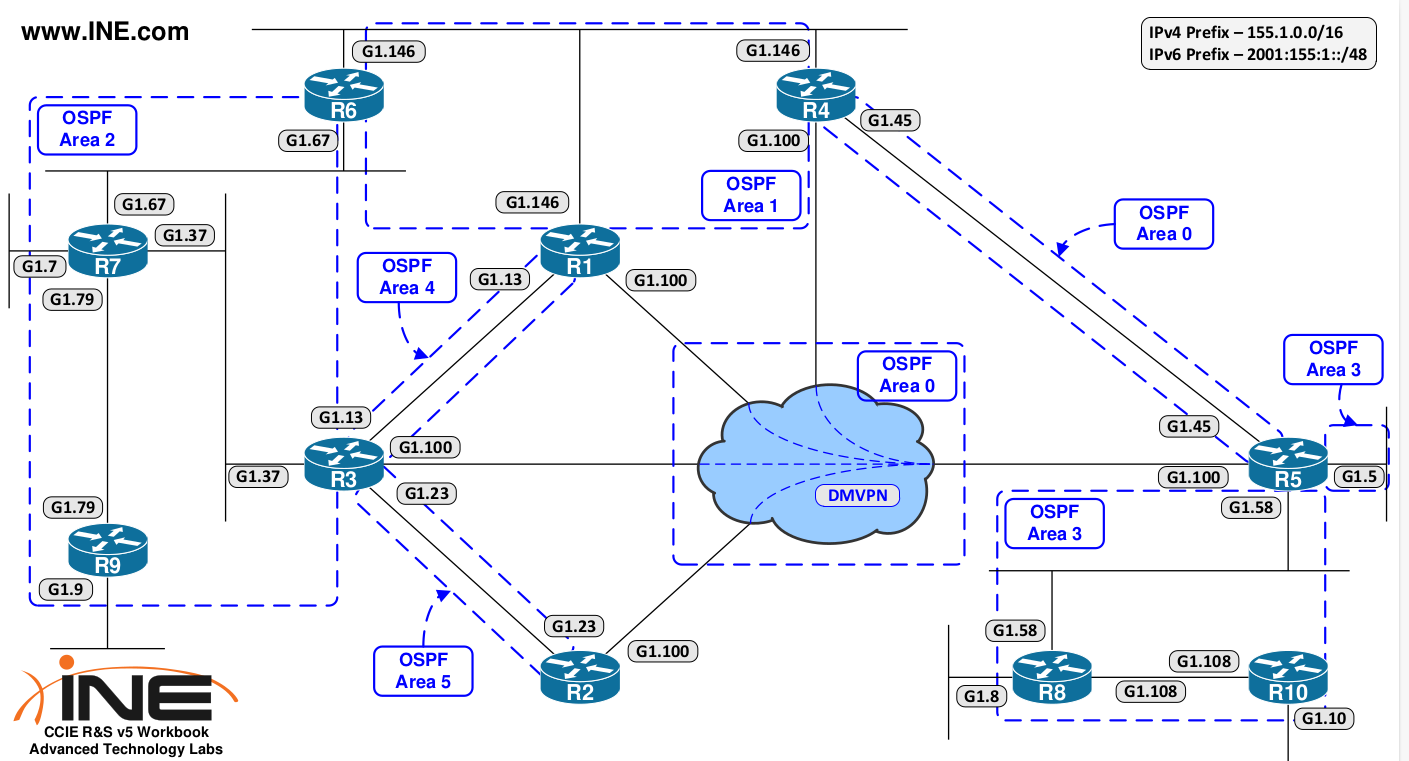 www.INE.com
IPv4 Prefix – 155.1.0.0/16
IPv6 Prefix – 2001:155:1::/48
G1.146
G1.146
R6
R4
OSPF
Area 2
G1.67
G1.45
G1.100
OSPF
Area 1
G1.67
G1.146
OSPF
Area 0
G1.37
R7
G1.7
R1
OSPF
Area 4
G1.13
G1.100
G1.79
OSPF
Area 0
OSPF
Area 3
G1.13
G1.100
G1.45
R3
G1.37
G1.23
DMVPN
G1.100
R5
G1.5
G1.79
G1.58
OSPF
Area 3
R9
G1.9
G1.23
G1.58
OSPF
Area 5
G1.100
R2
G1.108
R8
R10
G1.8
G1.108
G1.10
iNE
CCIE R&S v5 Workbook
Advanced Technology Labs